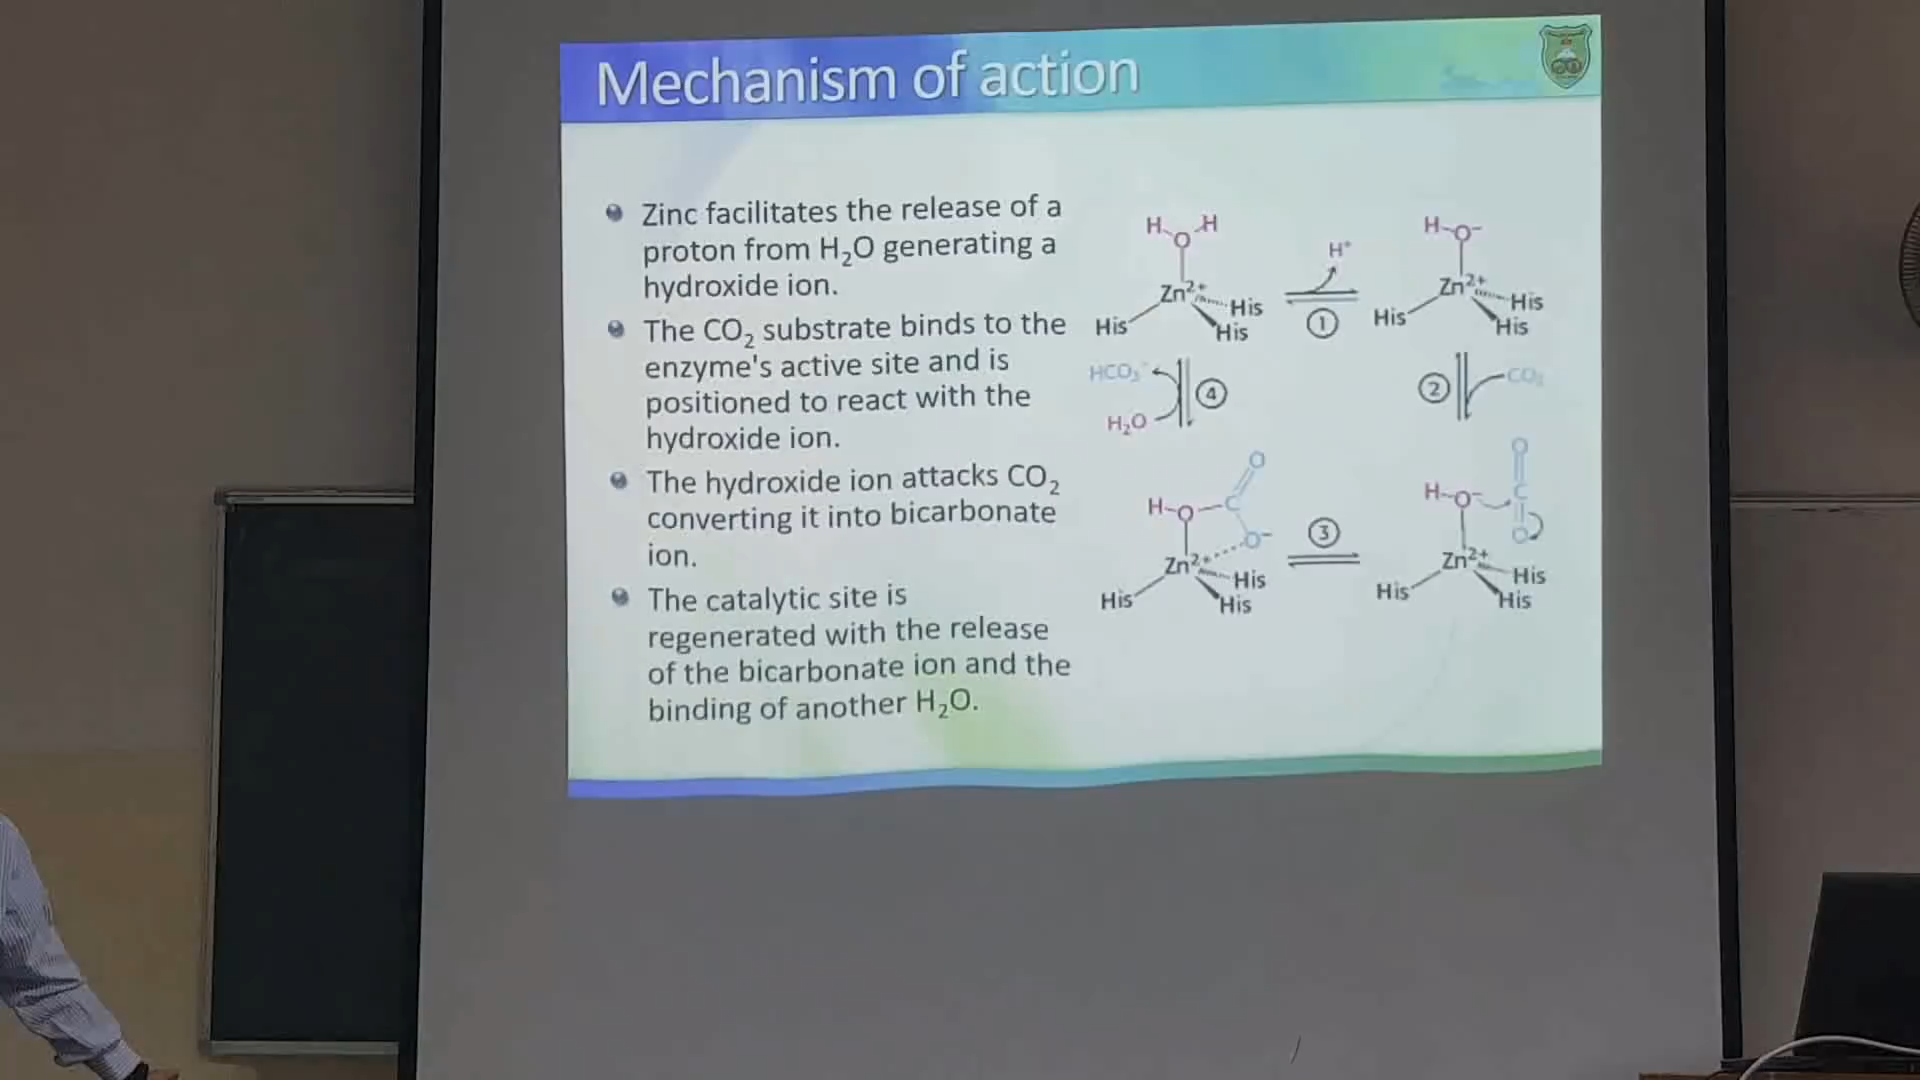 Mechanism of action
Zinc facilitates the release of a
proton from H₂O generating a
hydroxide ion.
The CO₂ substrate binds to the
enzyme's active site and is
positioned to react with the
hydroxide ion.
The hydroxide ion attacks CO₂
converting it into bicarbonate
ion.
The catalytic site is
regenerated with the release
of the bicarbonate ion and the
binding of another H₂O.
H O H
Zn²⁺
His His
His
H⁺
①
H-O⁻
Zn²⁺
His His
His
HCO₃⁻
H₂O
④
②
CO₂
O
H-O-C
O⁻
Zn²⁺
His His
His
③
O
H-O⁻ C
O
Zn²⁺
His His
His